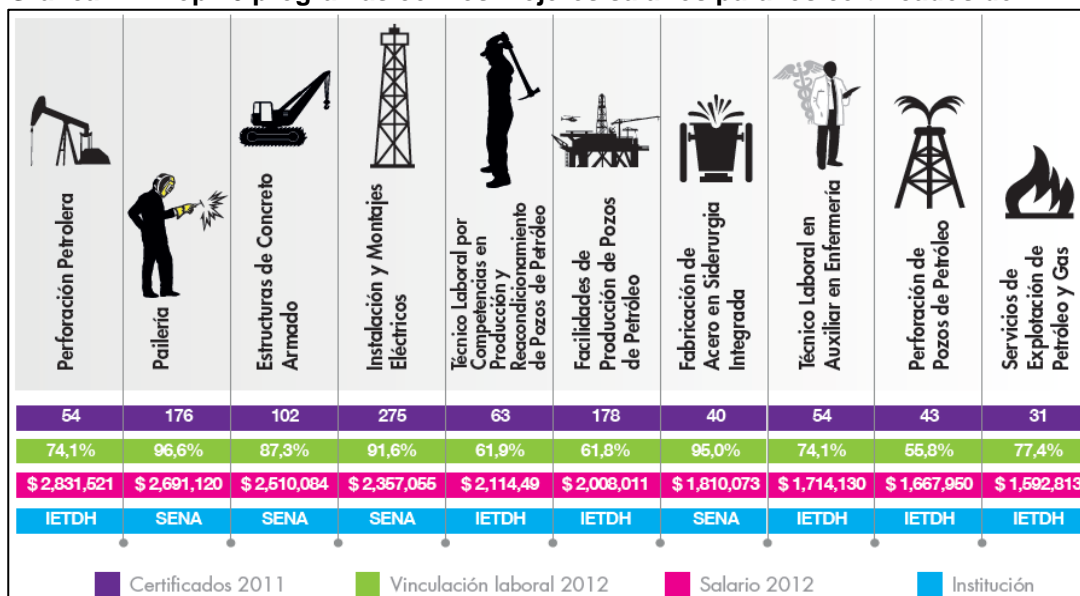 Perforación Petrolera
Pailería
Estructuras de Concreto
Armado
Instalación y Montajes
Eléctricos
Técnico Laboral por
Competencias en
Producción y
Reacondicionamiento
de Pozos de Petróleo
Facilidades de
Producción de Pozos
de Petróleo
Fabricación de
Acero en Siderurgia
Integrada
Técnico Laboral en
Auxiliar en Enfermería
Perforación de
Pozos de Petróleo
Servicios de
Explotación de
Petróleo y Gas
54 176 102 275 63 178 40 54 43 31
74,1% 96,6% 87,3% 91,6% 61,9% 61,8% 95,0% 74,1% 55,8% 77,4%
$ 2,831,521 $ 2,691,120 $ 2,510,084 $ 2,357,055 $ 2,114,49 $ 2,008,011 $ 1,810,073 $ 1,714,130 $ 1,667,950 $ 1,592,813
IETDH SENA SENA SENA IETDH IETDH SENA IETDH IETDH IETDH
Certificados 2011 Vinculación laboral 2012 Salario 2012 Institución